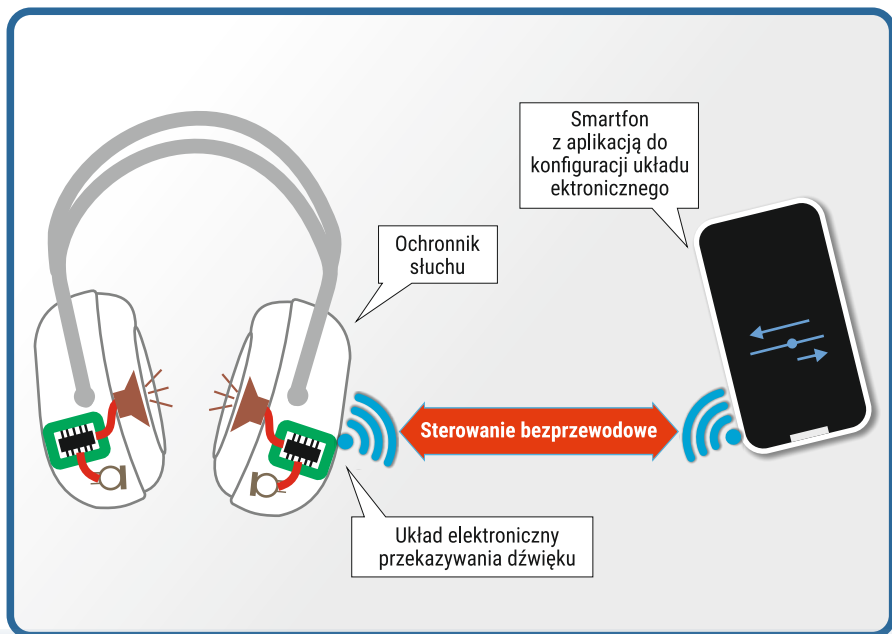 Smartfon
z aplikacją do
konfiguracji układu
ektronicznego
Ochronnik
słuchu
Sterowanie bezprzewodowe
Układ elektroniczny
przekazywania dźwięku